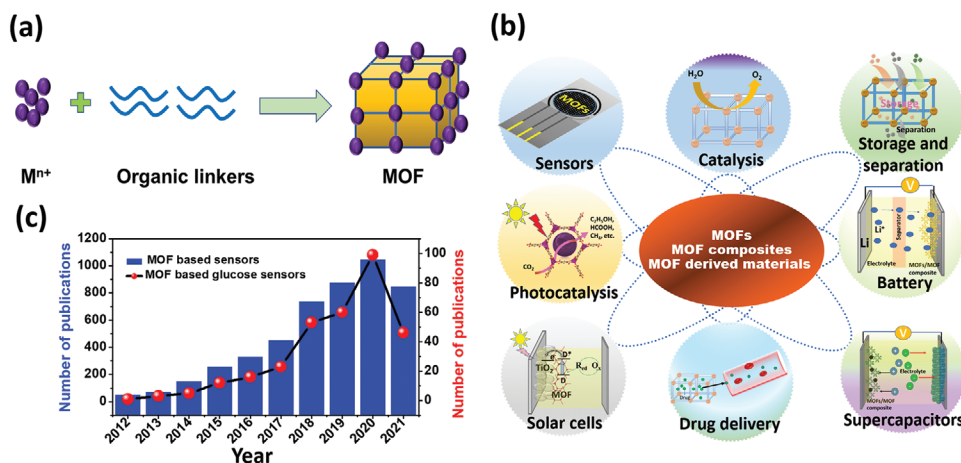 (a)
Mⁿ⁺
Organic linkers
MOF
(b)
MOFs
Sensors
H₂O
O₂
Catalysis
Storage
Separation
Storage and
separation
C₂H₅OH,
HCOOH,
CH₄, etc.
CO₂
Photocatalysis
MOFs
MOF composites
MOF derived materials
V
Li
Li⁺
Separator
Electrolyte
MOFs/MOF
composite
Battery
TiO₂
e
D*
D
MOF
Rred Ox
Solar cells
Drug
Drug delivery
V
Electrolyte
MOFs/MOF
composite
Supercapacitors
(c)
MOF based sensors
MOF based glucose sensors
Number of publications
1200
1000
800
600
400
200
0
100
80
60
40
20
0
Number of publications
2012
2013
2014
2015
2016
2017
2018
2019
2020
2021
Year